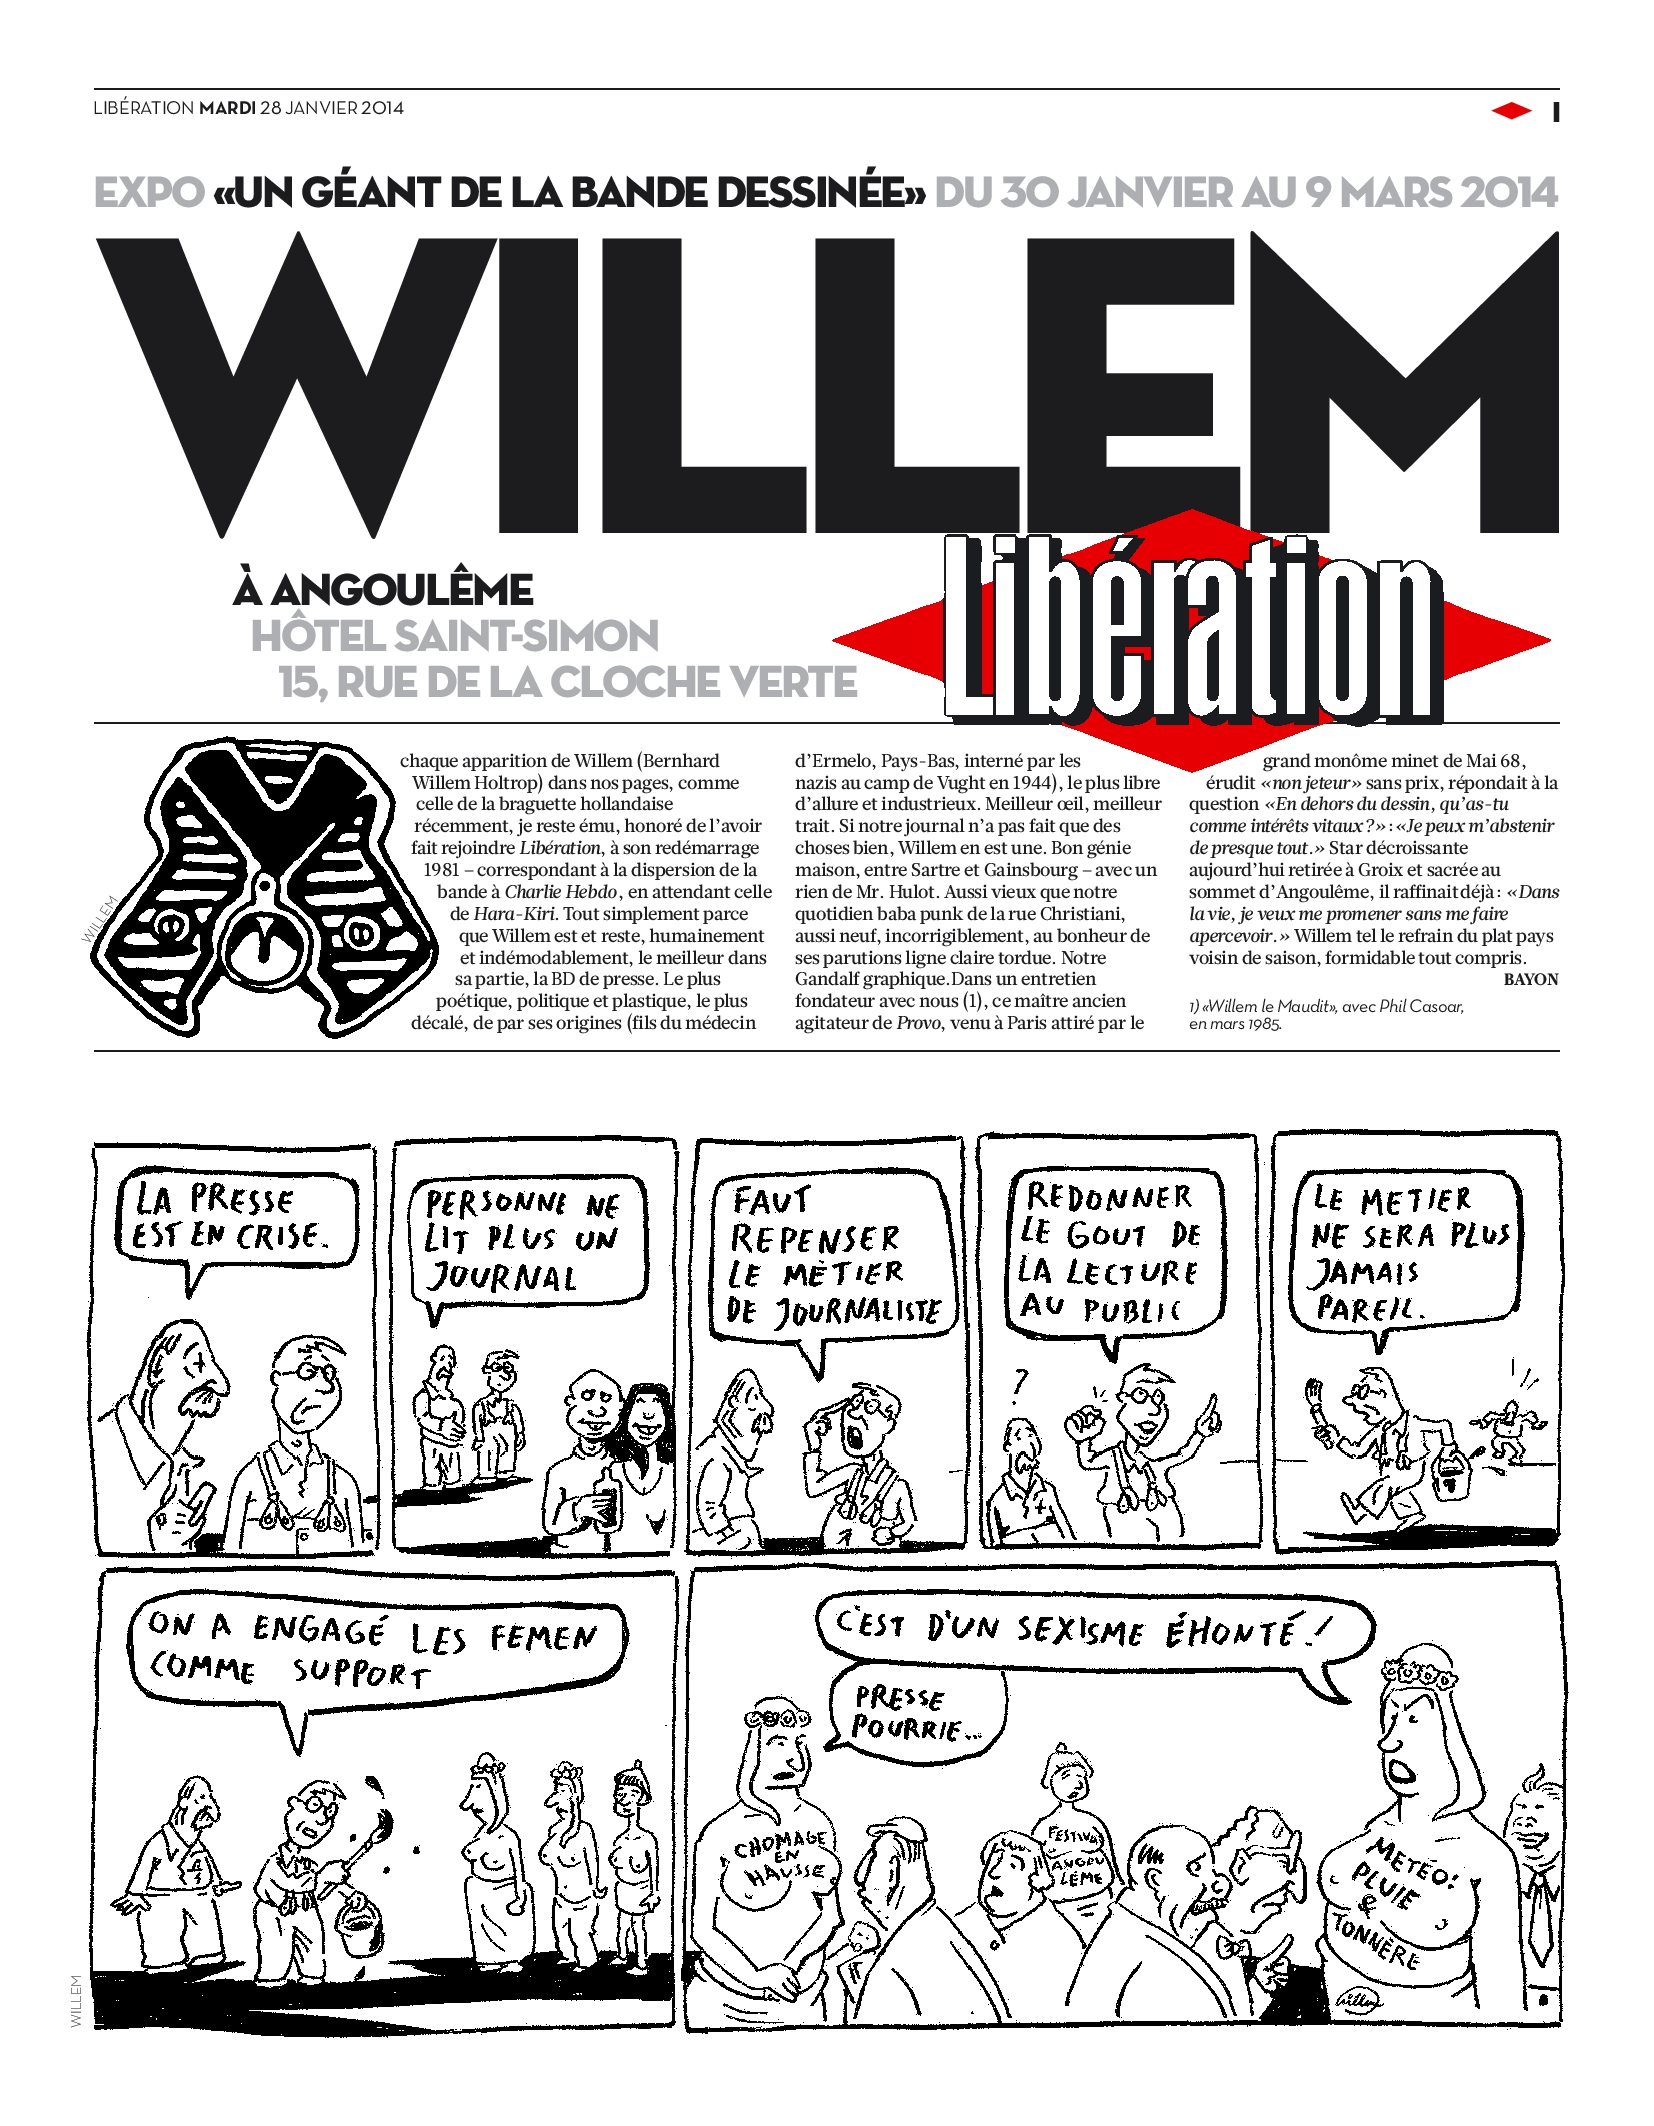 LIBÉRATION MARDI 28 JANVIER 2014
I
EXPO «UN GÉANT DE LA BANDE DESSINÉE» DU 30 JANVIER AU 9 MARS 2014
WILLEM
À ANGOULÊME
HÔTEL SAINT-SIMON
15, RUE DE LA CLOCHE VERTE
Libération
WILLEM
chaque apparition de Willem (Bernhard
Willem Holtrop) dans nos pages, comme
celle de la braguette hollandaise
récemment, je reste ému, honoré de l'avoir
fait rejoindre Libération, à son redémarrage
1981 – correspondant à la dispersion de la
bande à Charlie Hebdo, en attendant celle
de Hara-Kiri. Tout simplement parce
que Willem est et reste, humainement
et indémodablement, le meilleur dans
sa partie, la BD de presse. Le plus
poétique, politique et plastique, le plus
décalé, de par ses origines (fils du médecin
d'Ermelo, Pays-Bas, interné par les
nazis au camp de Vught en 1944), le plus libre
d'allure et industrieux. Meilleur œil, meilleur
trait. Si notre journal n'a pas fait que des
choses bien, Willem en est une. Bon génie
maison, entre Sartre et Gainsbourg – avec un
rien de Mr. Hulot. Aussi vieux que notre
quotidien baba punk de la rue Christiani,
aussi neuf, incorrigiblement, au bonheur de
ses parutions ligne claire tordue. Notre
Gandalf graphique.Dans un entretien
fondateur avec nous (1), ce maître ancien
agitateur de Provo, venu à Paris attiré par le
grand monôme minet de Mai 68,
érudit «non jeteur» sans prix, répondait à la
question «En dehors du dessin, qu'as-tu
comme intérêts vitaux ?» : «Je peux m'abstenir
de presque tout.» Star décroissante
aujourd'hui retirée à Groix et sacrée au
sommet d'Angoulême, il raffinait déjà : «Dans
la vie, je veux me promener sans me faire
apercevoir.» Willem tel le refrain du plat pays
voisin de saison, formidable tout compris.
BAYON
1) «Willem le Maudit», avec Phil Casoar,
en mars 1985.
LA PRESSE
EST EN CRISE.
PERSONNE NE
LIT PLUS UN
JOURNAL
FAUT
REPENSER
LE MÈTIER
DE JOURNALISTE
REDONNER
LE GOUT DE
LA LECTURE
AU PUBLIC
?
LE METIER
NE SERA PLUS
JAMAIS
PAREIL.
ON A ENGAGÉ LES FEMEN
COMME SUPPORT
C'EST D'UN SEXISME ÉHONTÉ!
PRESSE
POURRIE...
CHOMAGE
EN
HAUSSE
FESTIVAL
ANGOU
LÊME
METEO:
PLUIE
&
TONNÈRE
Willem
WILLEM